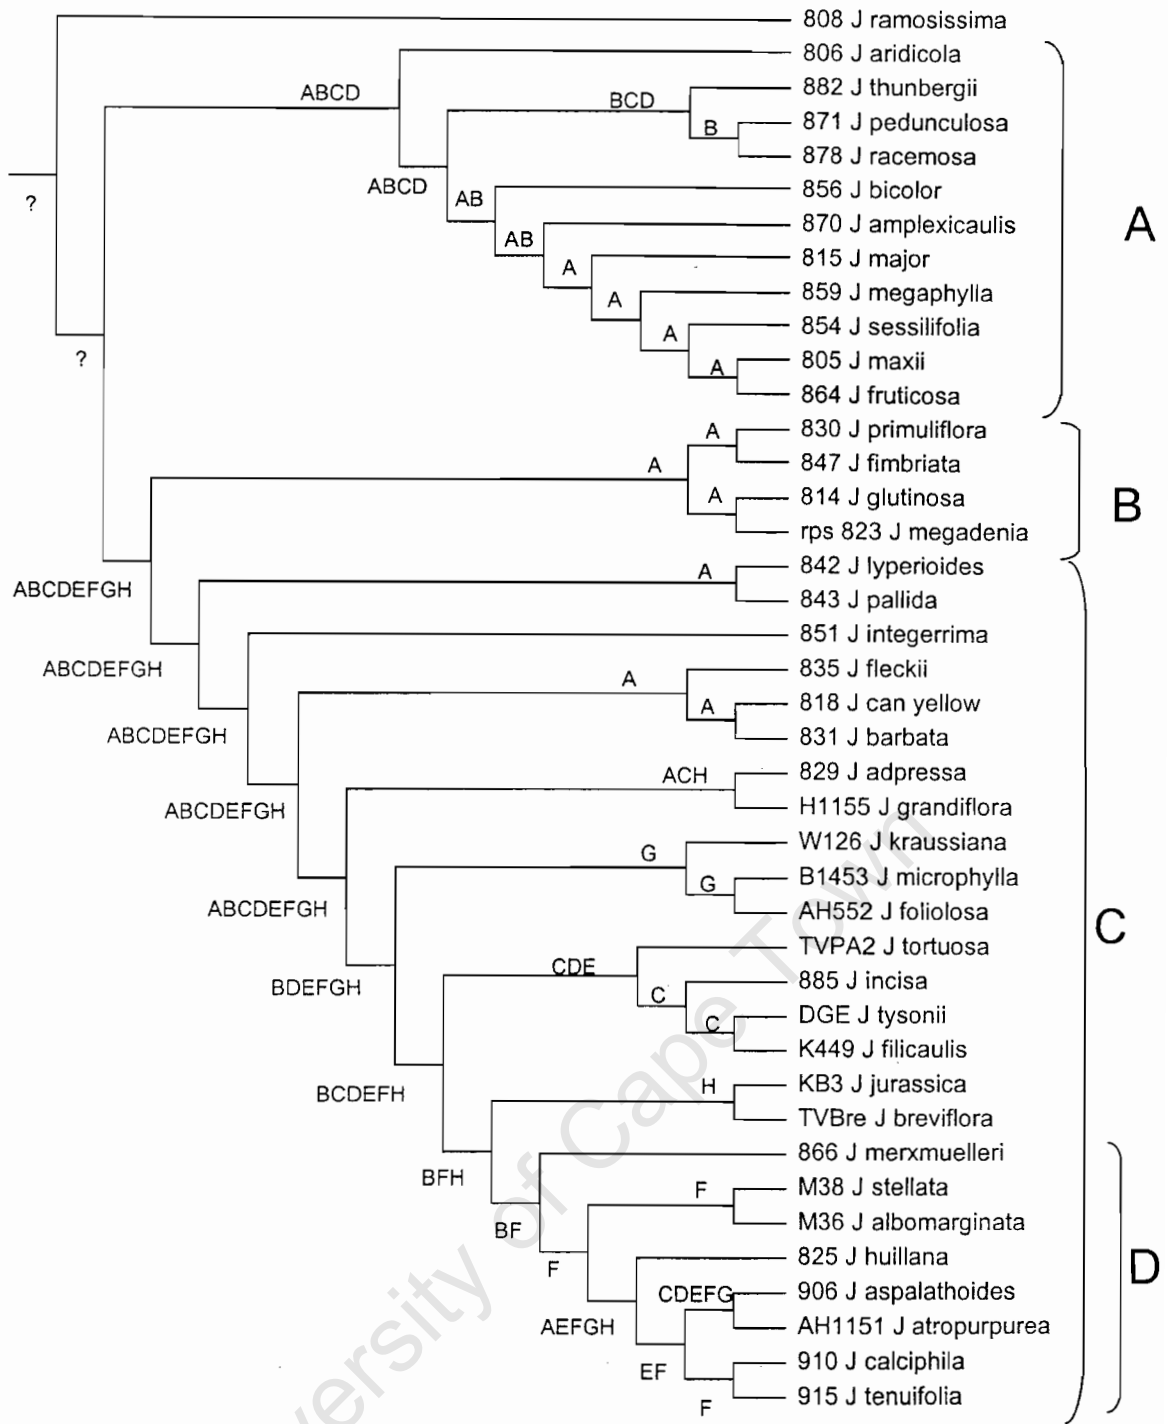 808 J ramosissima
806 J aridicola
ABCD
882 J thunbergii
BCD
871 J pedunculosa
B
878 J racemosa
ABCD
856 J bicolor
AB
?
870 J amplexicaulis
A
AB
815 J major
A
859 J megaphylla
A
854 J sessilifolia
A
?
805 J maxii
A
864 J fruticosa
830 J primuliflora
A
847 J fimbriata
A
814 J glutinosa
A
B
rps 823 J megadenia
842 J lyperioides
A
ABCDEFGH
843 J pallida
851 J integerrima
ABCDEFGH
835 J fleckii
A
818 J can yellow
A
ABCDEFGH
831 J barbata
829 J adpressa
ACH
ABCDEFGH
H1155 J grandiflora
W126 J kraussiana
G
B1453 J microphylla
G
ABCDEFGH
AH552 J foliolosa
C
TVPA2 J tortuosa
CDE
885 J incisa
BDEFGH
C
DGE J tysonii
C
K449 J filicaulis
KB3 J jurassica
H
BCDEFH
TVBre J breviflora
866 J merxmuelleri
BFH
M38 J stellata
F
M36 J albomarginata
BF
825 J huillana
F
D
906 J aspalathoides
CDEFG
AH1151 J atropurpurea
AEFGH
910 J calciphila
EF
915 J tenuifolia
F
versity of Cape Town